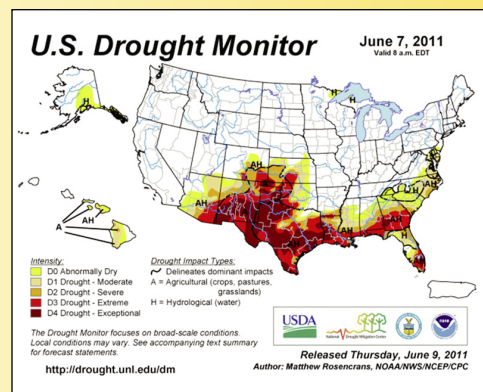 U.S. Drought Monitor
June 7, 2011
Valid 8 a.m. EDT
H
H
H
AH
AH
AH
A
AH
H
AH
AH
AH
H
H
Intensity:
D0 Abnormally Dry
D1 Drought - Moderate
D2 Drought - Severe
D3 Drought - Extreme
D4 Drought - Exceptional
Drought Impact Types:
Delineates dominant impacts
A = Agricultural (crops, pastures,
grasslands)
H = Hydrological (water)
The Drought Monitor focuses on broad-scale conditions.
Local conditions may vary. See accompanying text summary
for forecast statements.
http://drought.unl.edu/dm
USDA
National Drought Mitigation Center
Released Thursday, June 9, 2011
Author: Matthew Rosencrans, NOAA/NWS/NCEP/CPC